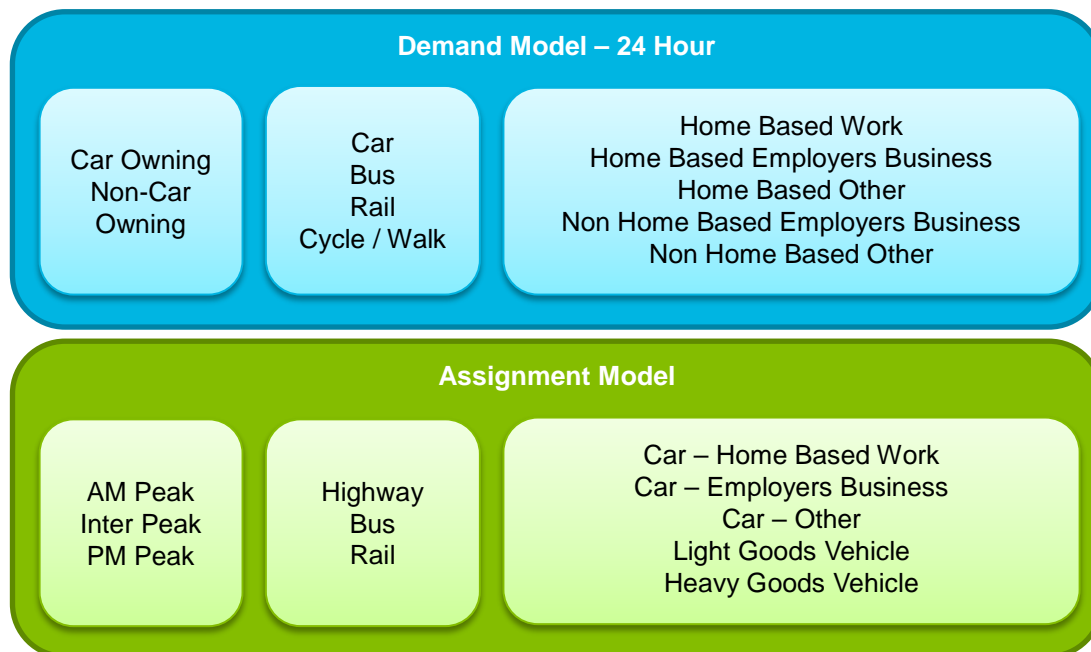 Demand Model – 24 Hour
Car Owning
Non-Car
Owning
Car
Bus
Rail
Cycle / Walk
Home Based Work
Home Based Employers Business
Home Based Other
Non Home Based Employers Business
Non Home Based Other
Assignment Model
AM Peak
Inter Peak
PM Peak
Highway
Bus
Rail
Car – Home Based Work
Car – Employers Business
Car – Other
Light Goods Vehicle
Heavy Goods Vehicle